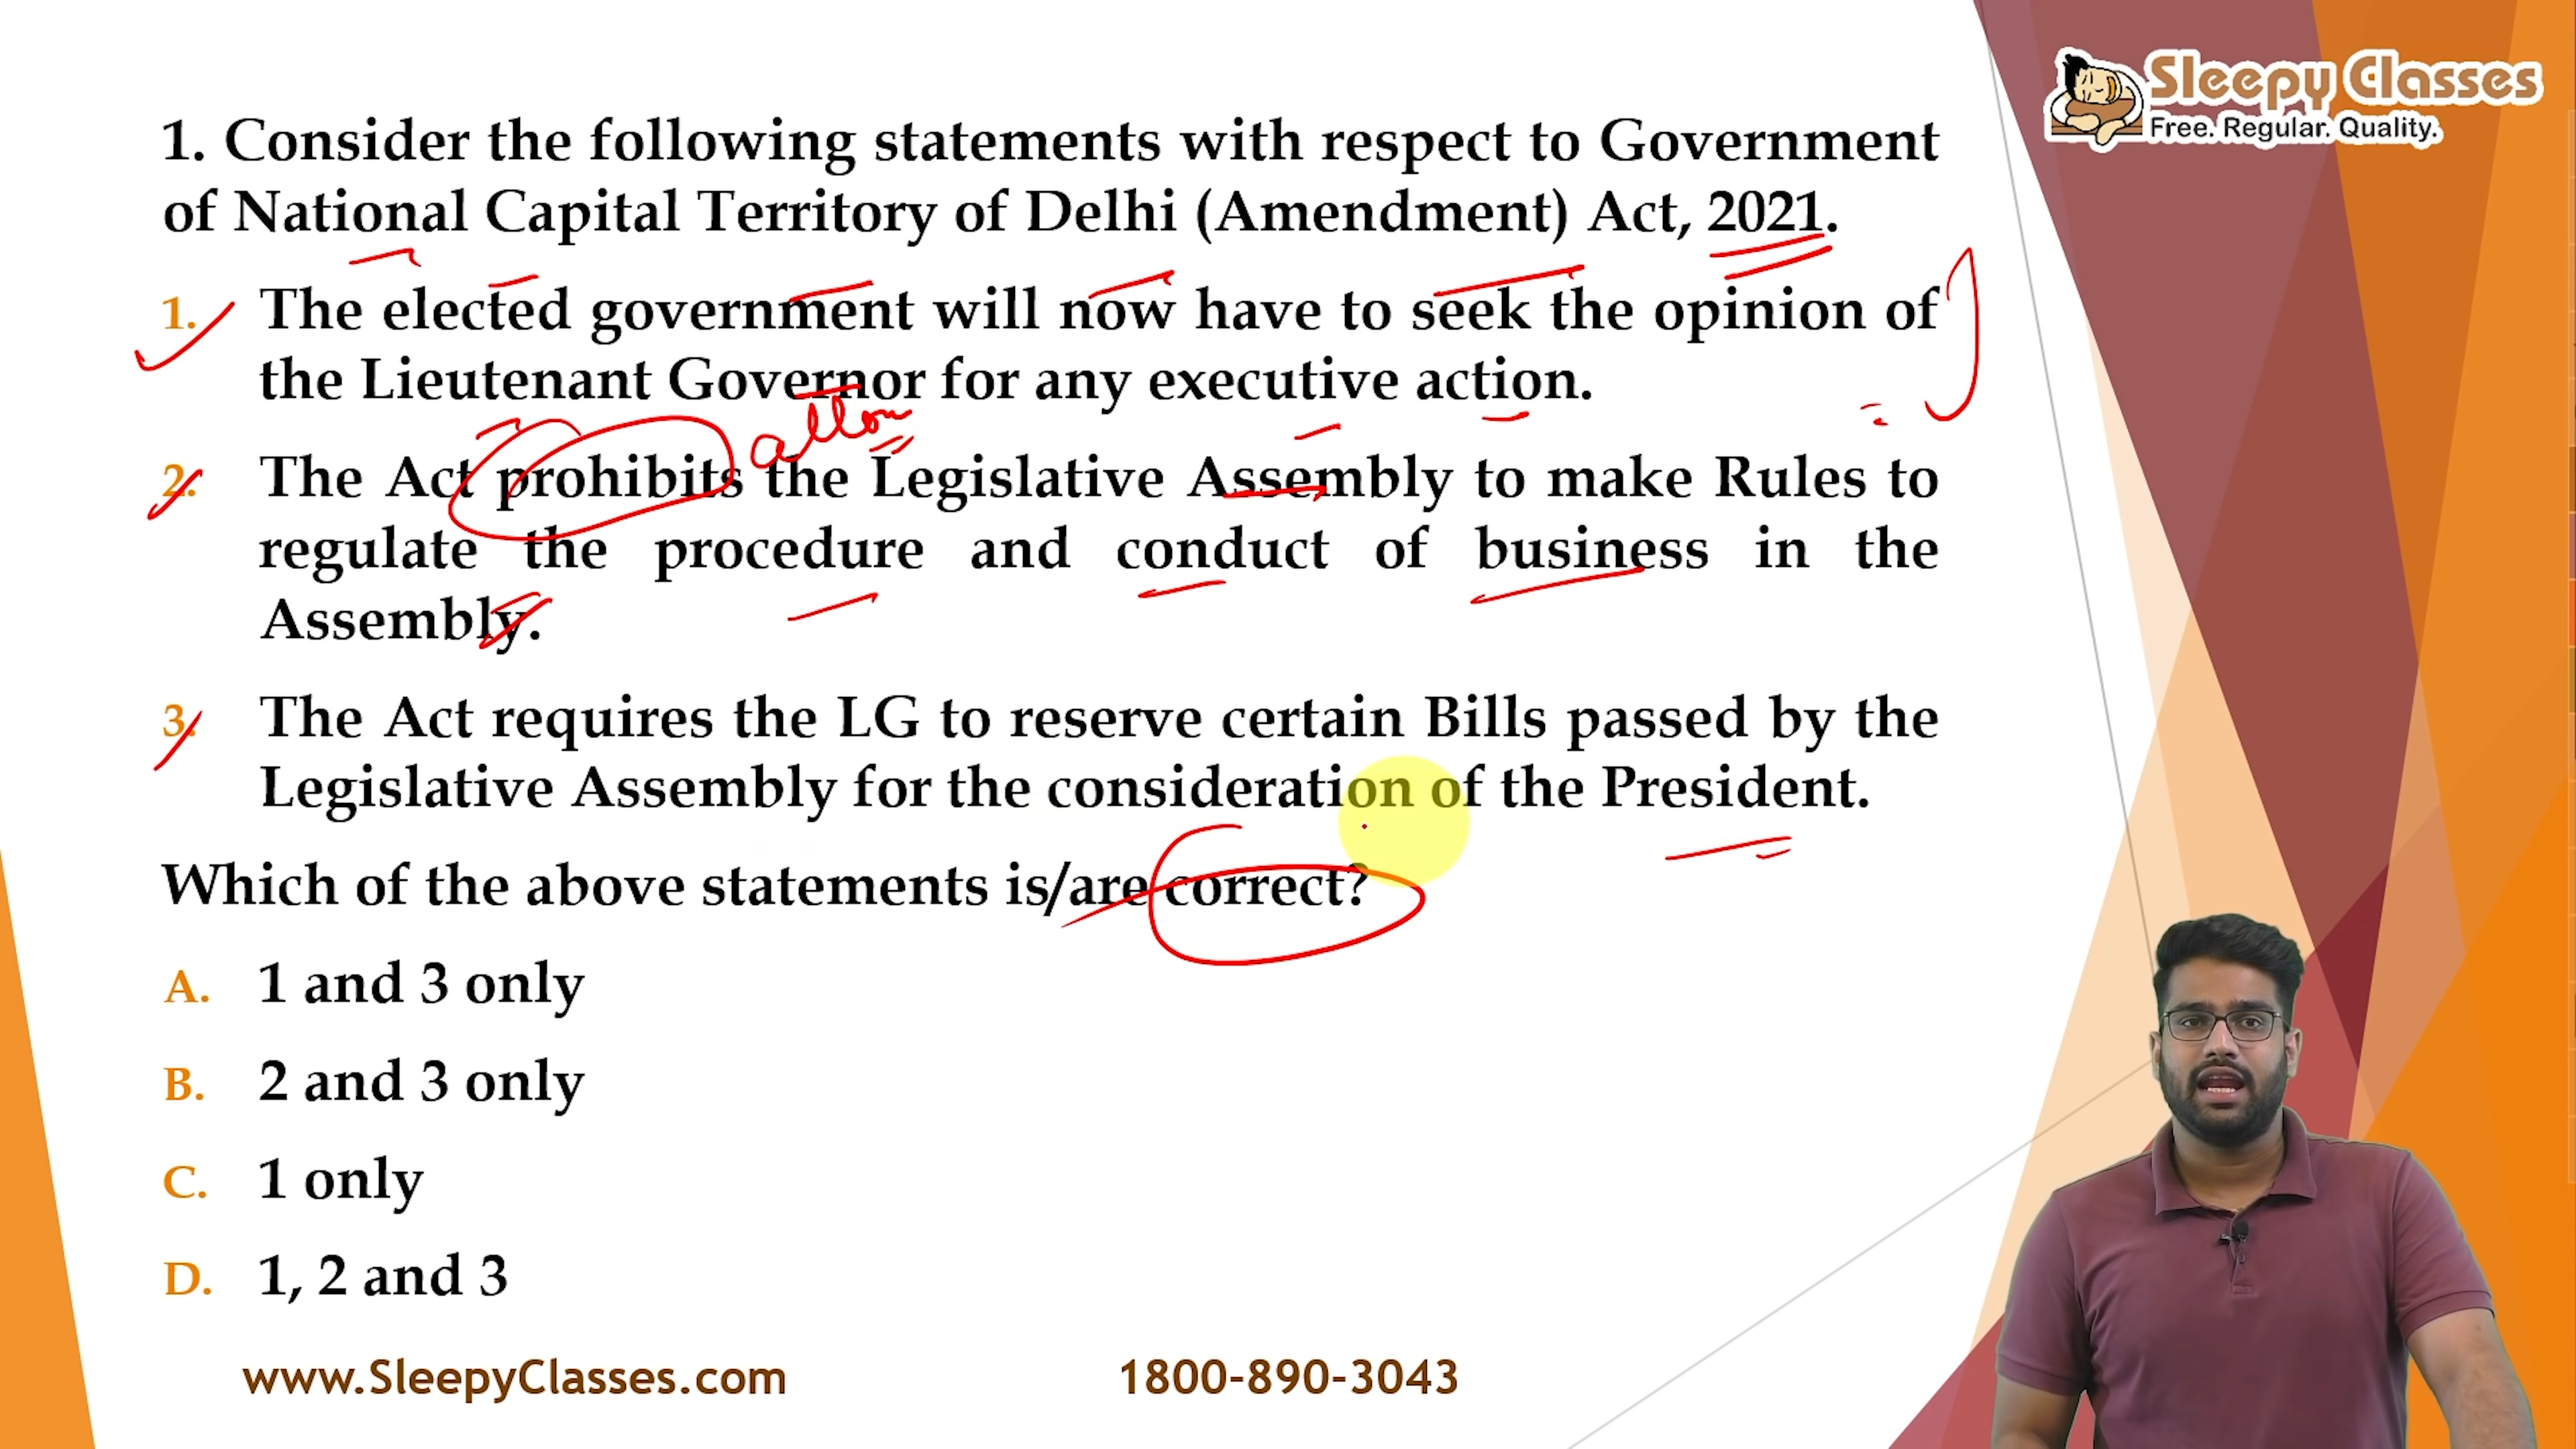 Sleepy Classes
Free. Regular. Quality.
1. Consider the following statements with respect to Government
of National Capital Territory of Delhi (Amendment) Act, 2021.
1. The elected government will now have to seek the opinion of
the Lieutenant Governor for any executive action.
allow
2. The Act prohibits the Legislative Assembly to make Rules to
regulate the procedure and conduct of business in the
Assembly.
3. The Act requires the LG to reserve certain Bills passed by the
Legislative Assembly for the consideration of the President.
Which of the above statements is/are correct?
A. 1 and 3 only
B. 2 and 3 only
C. 1 only
D. 1, 2 and 3
www.SleepyClasses.com 1800-890-3043